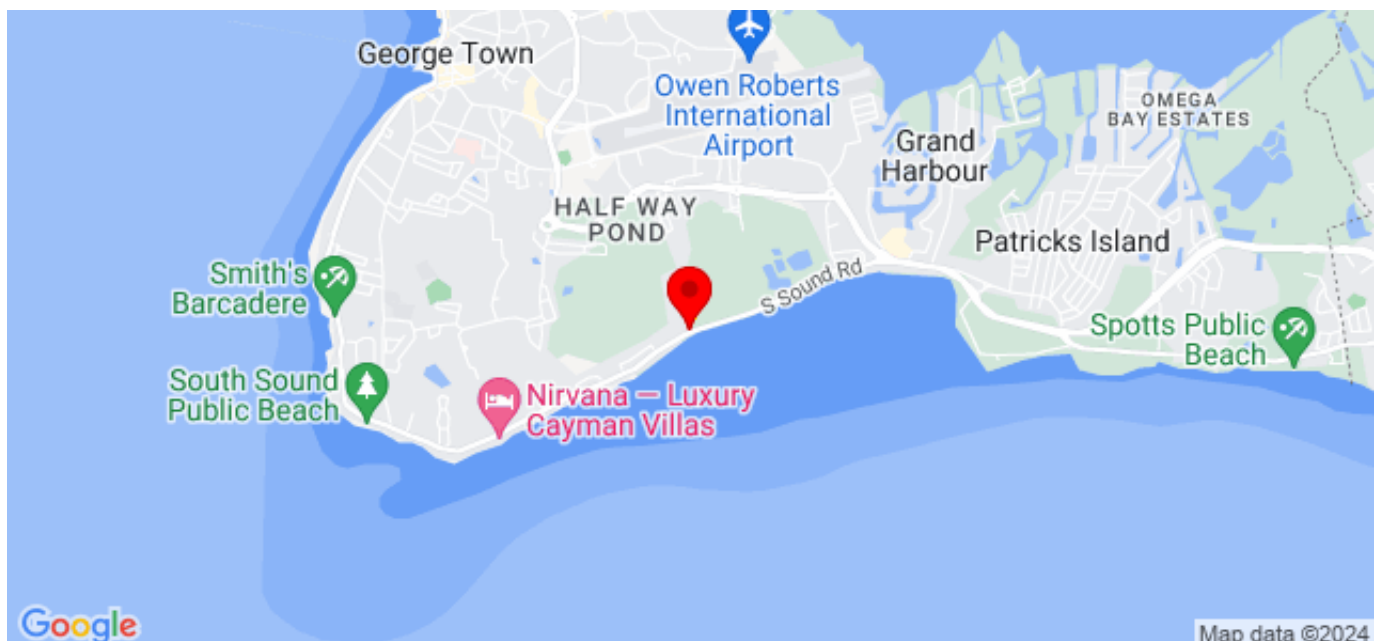 George Town
Owen Roberts
International
Airport
OMEGA
BAY ESTATES
Grand
Harbour
HALF WAY
POND
Patricks Island
Smith's
Barcadere
S Sound Rd
Spotts Public
Beach
South Sound
Public Beach
Nirvana — Luxury
Cayman Villas
Google
Map data ©2024